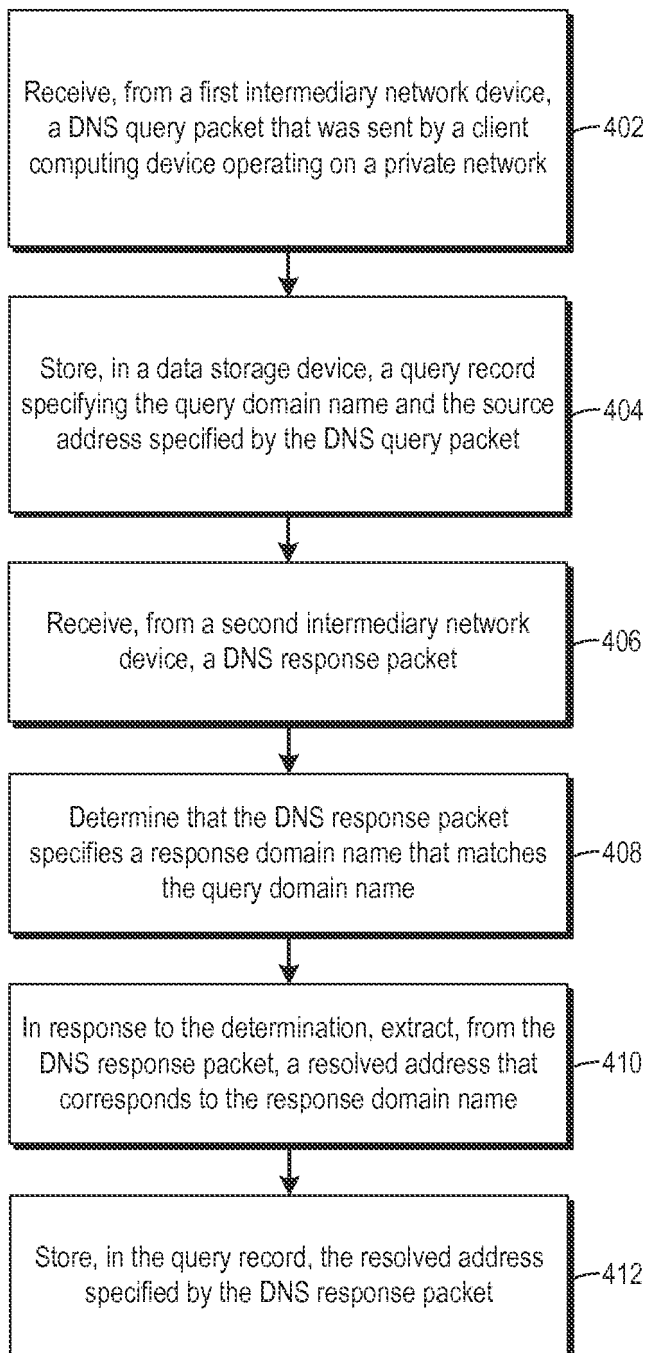 Receive, from a first intermediary network device,
a DNS query packet that was sent by a client
computing device operating on a private network
402
Store, in a data storage device, a query record
specifying the query domain name and the source
address specified by the DNS query packet
404
Receive, from a second intermediary network
device, a DNS response packet
406
Determine that the DNS response packet
specifies a response domain name that matches
the query domain name
408
In response to the determination, extract, from the
DNS response packet, a resolved address that
corresponds to the response domain name
410
Store, in the query record, the resolved address
specified by the DNS response packet
412